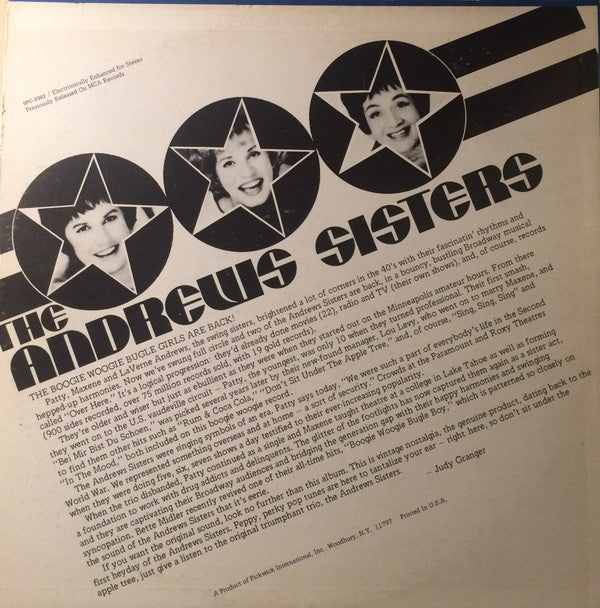 SPC-3382 / Electronically Enhanced for Stereo
Previously Released On MCA Records
THE
ANDREWS SISTERS
THE BOOGIE WOOGIE BUGLE GIRLS ARE BACK!
Patty, Maxene and LaVerne Andrews, the swing sisters, brightened a lot of corners in the 40's with their fascinatin' rhythms and
hepped-up harmonies. Now we've swung full circle and two of the Andrews Sisters are back, in a bouncy, bustling Broadway musical
called "Over Here." It's a logical progression: they'd already done movies (22), radio and TV (their own shows), and, of course, records
(900 sides recorded, over 75 million records sold, with 19 gold records).
They're older and wiser but just as ebullient as they were when they started out on the Minneapolis amateur hours. From there
they went to the U.S. vaudeville circuit – Patty, the youngest, was only 10 when they turned professional. Their first smash,
"Bei Mir Bist Du Schoen," was picked several years later by their new found manager, Lou Levy, who went on to marry Maxene, and
to find them other hits such as "Rum & Coca Cola," "Don't Sit Under The Apple Tree," and, of course, "Sing, Sing, Sing" and
"In The Mood," both included on this boogie woogie record.
The Andrews Sisters were singing symbols of an era. Patty says today, "We were such a part of everybody's life in the Second
World War. We represented something overseas and at home – a sort of security." Crowds at the Paramount and Roxy Theatres
when they were doing five, six, seven shows a day testified to their ever-increasing popularity.
When the trio disbanded, Patty continued as a single and Maxene taught theatre at a college in Lake Tahoe as well as forming
a foundation to work with drug addicts and delinquents. The glitter of the footlights has now captured them again as a sister act,
and they are captivating their Broadway audiences and bridging the generation gap with their happy harmonies and swinging
syncopation. Bette Midler recently revived one of their all-time hits, "Boogie Woogie Bugle Boy," which is patterned so closely on
the sound of the Andrews Sisters that it's eerie.
If you want the original sound, look no further than this album. This is vintage nostalgia, the genuine product, dating back to the
first heyday of the Andrews Sisters. Peppy, perky pop tunes are here to tantalize your ear – right here, so don't sit under the
apple tree, just give a listen to the original triumphant trio, the Andrews Sisters.
– Judy Granger
A Product of Pickwick International, Inc. Woodbury, N.Y. 11797 Printed in U.S.A.